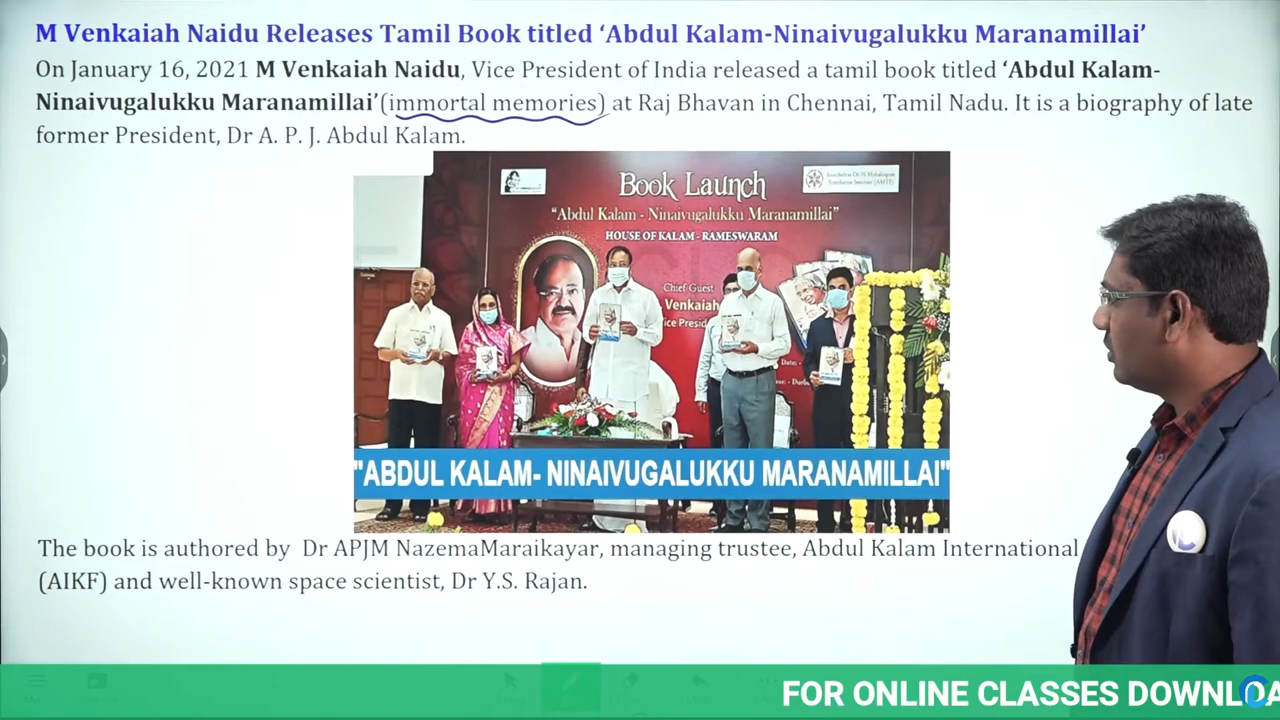 M Venkaiah Naidu Releases Tamil Book titled ‘Abdul Kalam-Ninaivugalukku Maranamillai’
On January 16, 2021 M Venkaiah Naidu, Vice President of India released a tamil book titled ‘Abdul Kalam-
Ninaivugalukku Maranamillai’(immortal memories) at Raj Bhavan in Chennai, Tamil Nadu. It is a biography of late
former President, Dr A. P. J. Abdul Kalam.
Book Launch
“Abdul Kalam - Ninaivugalukku Maranamillai”
HOUSE OF KALAM - RAMESWARAM
Chief Guest
Venkaiah
"ABDUL KALAM- NINAIVUGALUKKU MARANAMILLAI"
The book is authored by Dr APJM NazemaMaraikayar, managing trustee, Abdul Kalam International
(AIKF) and well-known space scientist, Dr Y.S. Rajan.
FOR ONLINE CLASSES DOWNLOA